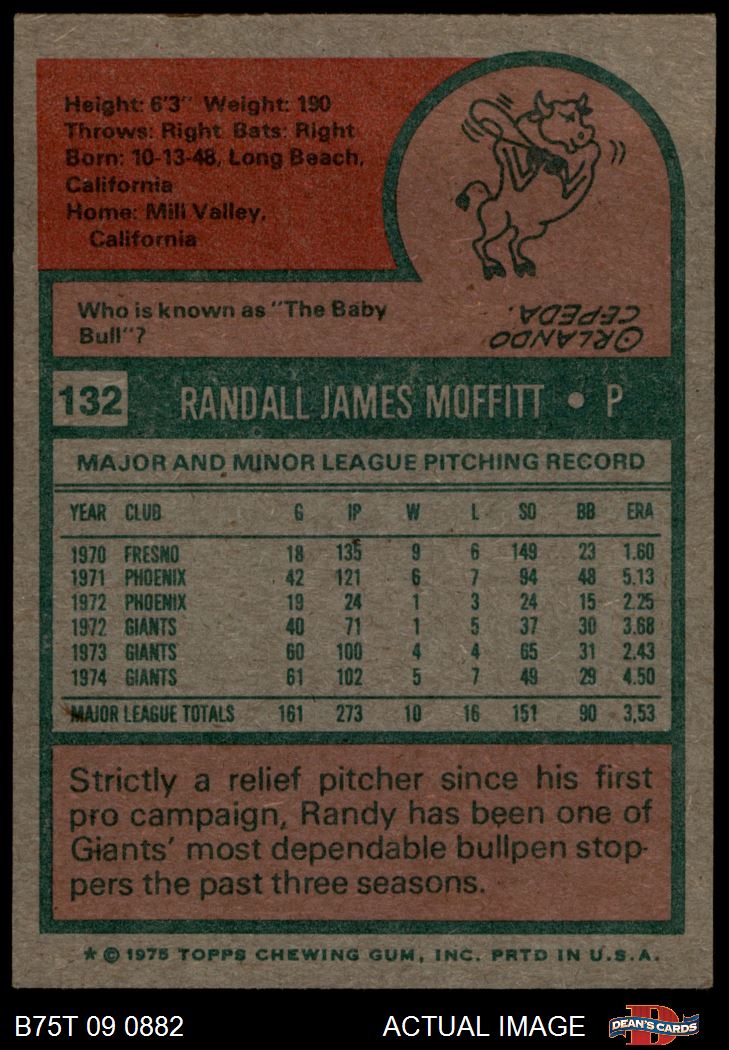 Height: 6'3" Weight: 190
Throws: Right Bats: Right
Born: 10-13-48, Long Beach,
California
Home: Mill Valley,
California
Who is known as "The Baby
Bull"?
ORLANDO
CEPEDA.
132 RANDALL JAMES MOFFITT • P
MAJOR AND MINOR LEAGUE PITCHING RECORD
YEAR CLUB G IP W L SO BB ERA
1970 FRESNO 18 135 9 6 149 23 1.60
1971 PHOENIX 42 121 6 7 94 48 5.13
1972 PHOENIX 19 24 1 3 24 15 2.25
1972 GIANTS 40 71 1 5 37 30 3.68
1973 GIANTS 60 100 4 4 65 31 2.43
1974 GIANTS 61 102 5 7 49 29 4.50
MAJOR LEAGUE TOTALS 161 273 10 16 151 90 3.53
Strictly a relief pitcher since his first
pro campaign, Randy has been one of
Giants' most dependable bullpen stop-
pers the past three seasons.
* © 1975 TOPPS CHEWING GUM, INC. PRTD IN U.S.A.
B75T 09 0882 ACTUAL IMAGE DEAN'S CARDS